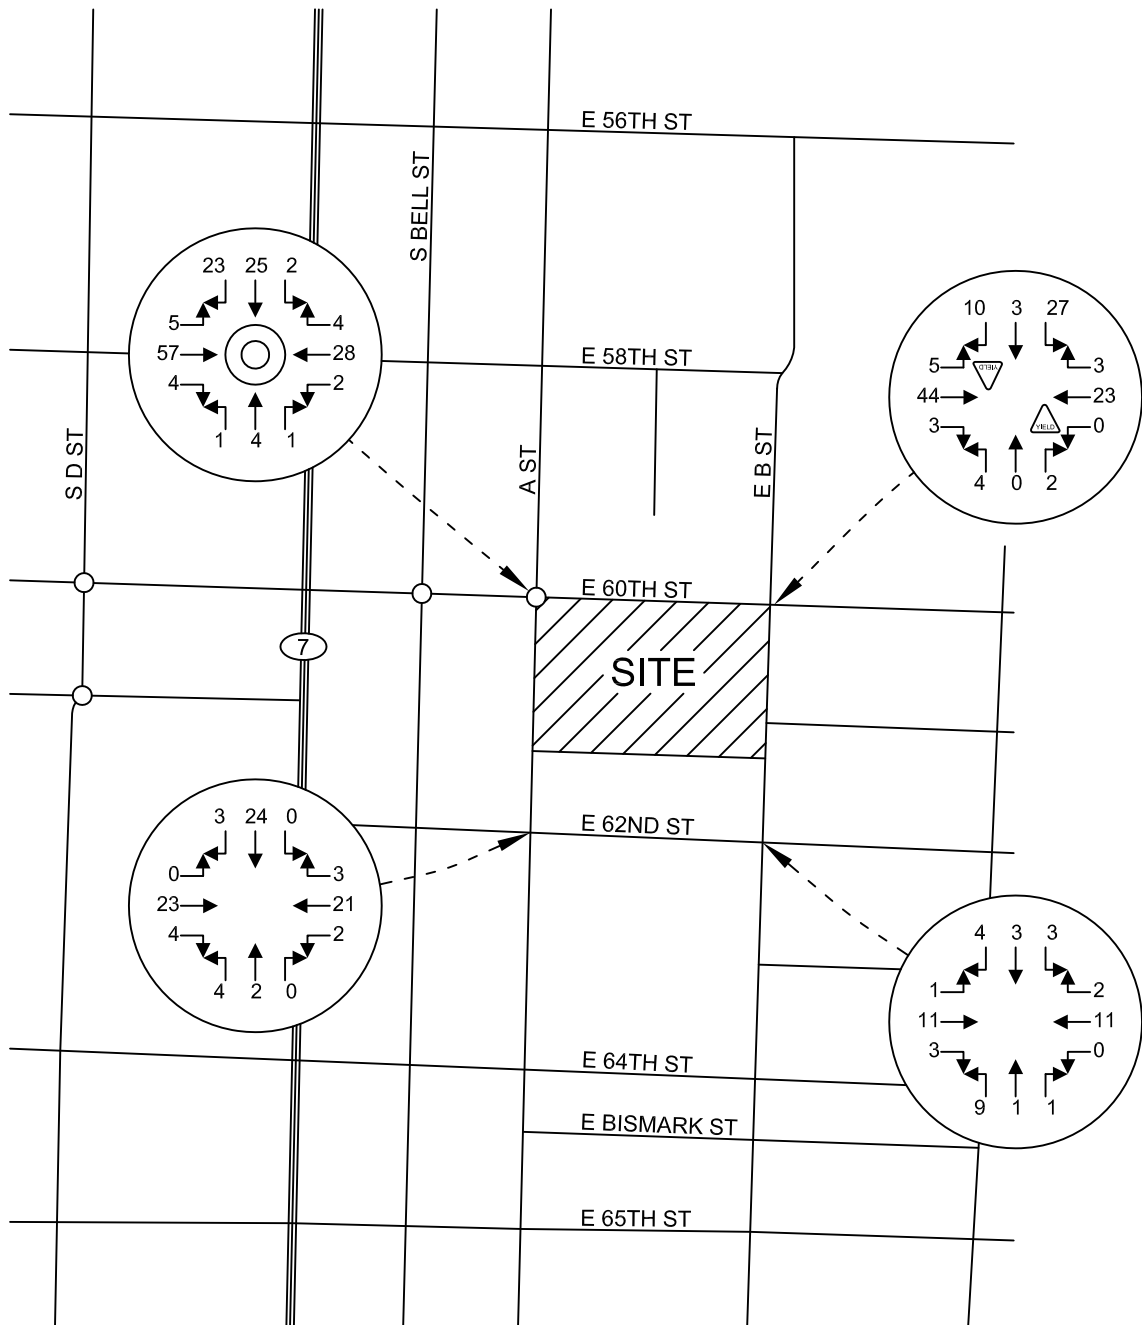 E 56TH ST
S BELL ST
23 25 2
5 4
57 28
4 2
1 4 1
10 3 27
5 YIELD 3
44 23
3 YIELD 0
4 0 2
E 58TH ST
S D ST
A ST
E B ST
E 60TH ST
7
SITE
3 24 0
0 3
23 21
4 2
4 2 0
E 62ND ST
4 3 3
1 2
11 11
3 0
9 1 1
E 64TH ST
E BISMARK ST
E 65TH ST